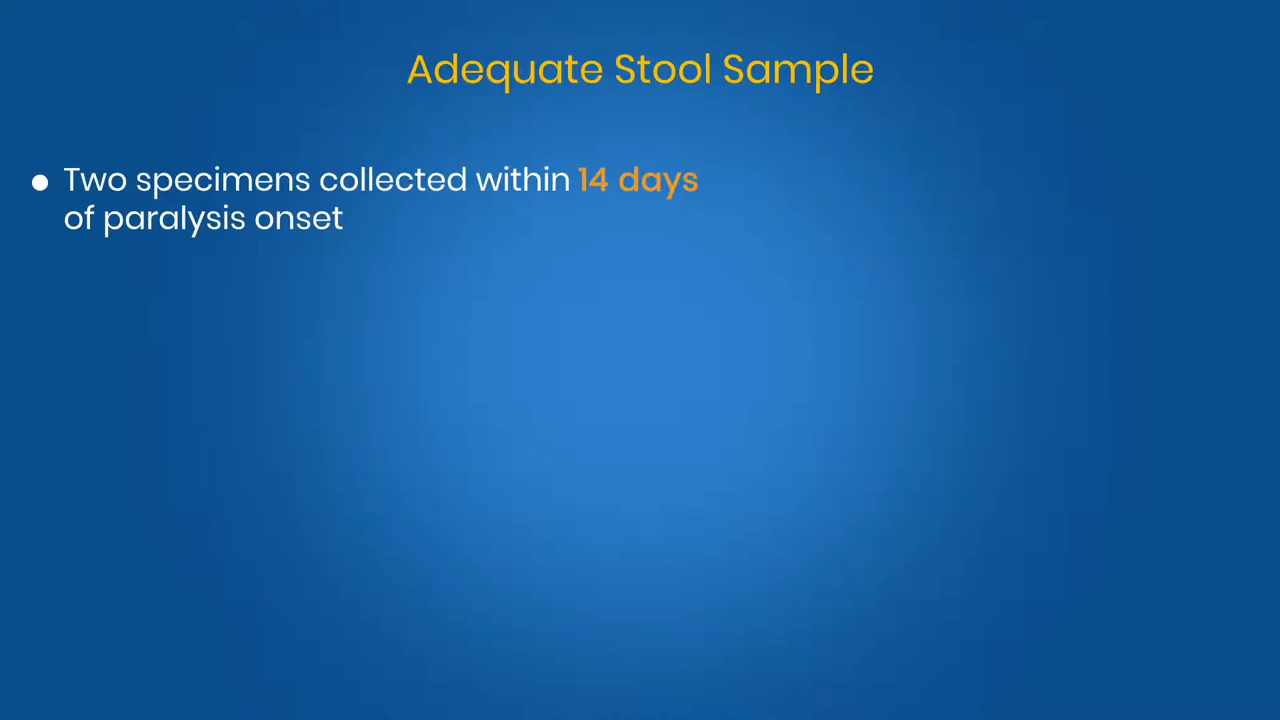 Adequate Stool Sample
● Two specimens collected within 14 days
of paralysis onset